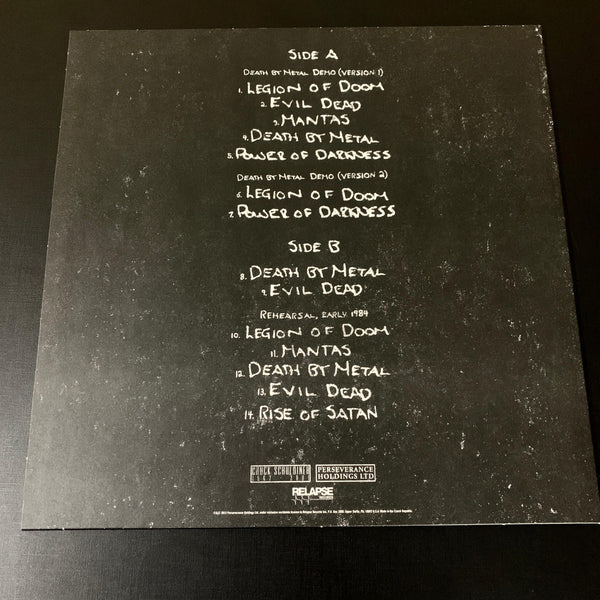 SIDE A
DEATH BY METAL DEMO (VERSION 1)
1. LEGION OF DOOM
2. EVIL DEAD
3. MANTAS
4. DEATH BY METAL
5. POWER OF DARKNESS
DEATH BY METAL DEMO (VERSION 2)
6. LEGION OF DOOM
7. POWER OF DARKNESS
SIDE B
8. DEATH BY METAL
9. EVIL DEAD
REHEARSAL, EARLY 1984
10. LEGION OF DOOM
11. MANTAS
12. DEATH BY METAL
13. EVIL DEAD
14. RISE OF SATAN
CHUCK SCHULDINER
1967 2001
PERSEVERANCE
HOLDINGS LTD
RELAPSE
RECORDS